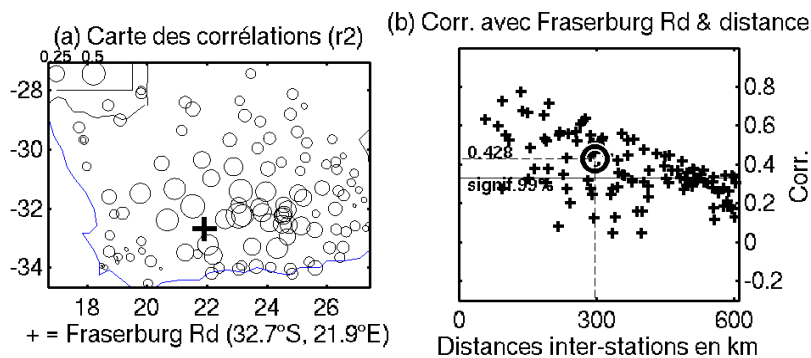 (a) Carte des corrélations (r2)
0.25 0.5
-28
-30
-32
-34
18 20 22 24 26
+ = Fraserburg Rd (32.7°S, 21.9°E)
(b) Corr. avec Fraserburg Rd & distance
0.8
0.6
0.4
0.2
0
-0.2
Corr.
0.428
signif.99%
0 300 600
Distances inter-stations en km